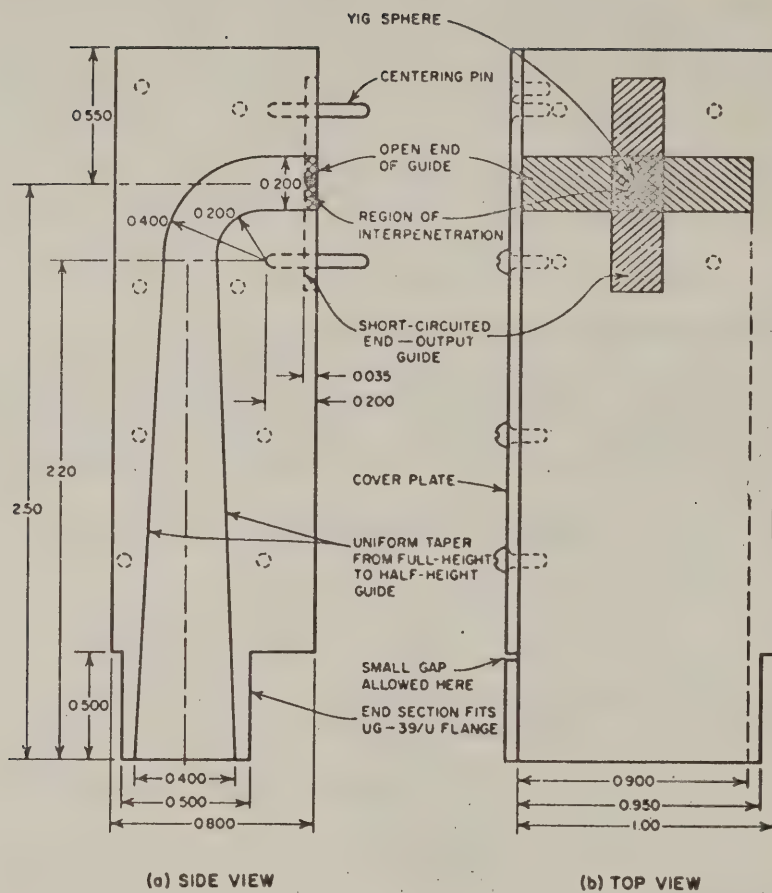 YIG SPHERE
CENTERING PIN
0.550
OPEN END
OF GUIDE
0.200
0.400
0.200
REGION OF
INTERPENETRATION
SHORT-CIRCUITED
END — OUTPUT
GUIDE
0.035
0.200
2.20
2.50
COVER PLATE
UNIFORM TAPER
FROM FULL-HEIGHT
TO HALF-HEIGHT
GUIDE
SMALL GAP
ALLOWED HERE
0.500
END SECTION FITS
UG-39/U FLANGE
0.400
0.500
0.800
0.900
0.950
1.00
(a) SIDE VIEW
(b) TOP VIEW